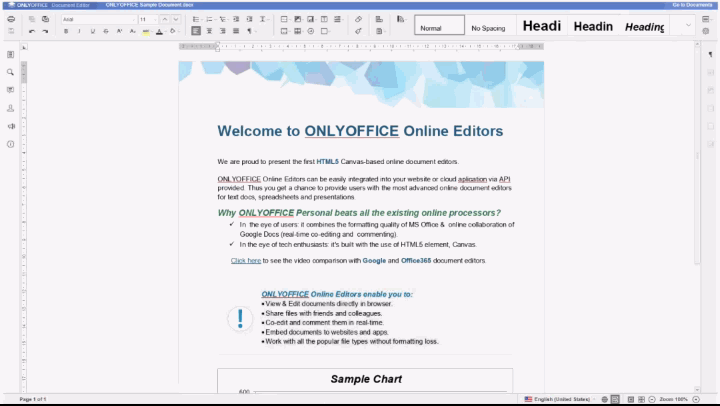 ONLYOFFICE Document Editor ONLYOFFICE Sample Document.docx Go to Documents
Arial 11
Normal No Spacing Headi Headin Heading
Welcome to ONLYOFFICE Online Editors
We are proud to present the first HTML5 Canvas-based online document editors.
ONLYOFFICE Online Editors can be easily integrated into your website or cloud aplication via API
provided. Thus you get a chance to provide users with the most advanced online document editors
for text docs, spreadsheets and presentations.
Why ONLYOFFICE Personal beats all the existing online processors?
✓ In the eye of users: it combines the formatting quality of MS Office & online collaboration of
Google Docs (real-time co-editing and commenting).
✓ In the eye of tech enthusiasts: it's built with the use of HTML5 element, Canvas.
Click here to see the video comparison with Google and Office365 document editors.
ONLYOFFICE Online Editors enable you to:
• View & Edit documents directly in browser.
• Share files with friends and colleagues.
• Co-edit and comment them in real-time.
• Embed documents to websites and apps.
• Work with all the popular file types without formatting loss.
Sample Chart
600
Page 1 of 1 English (United States) Zoom 100%